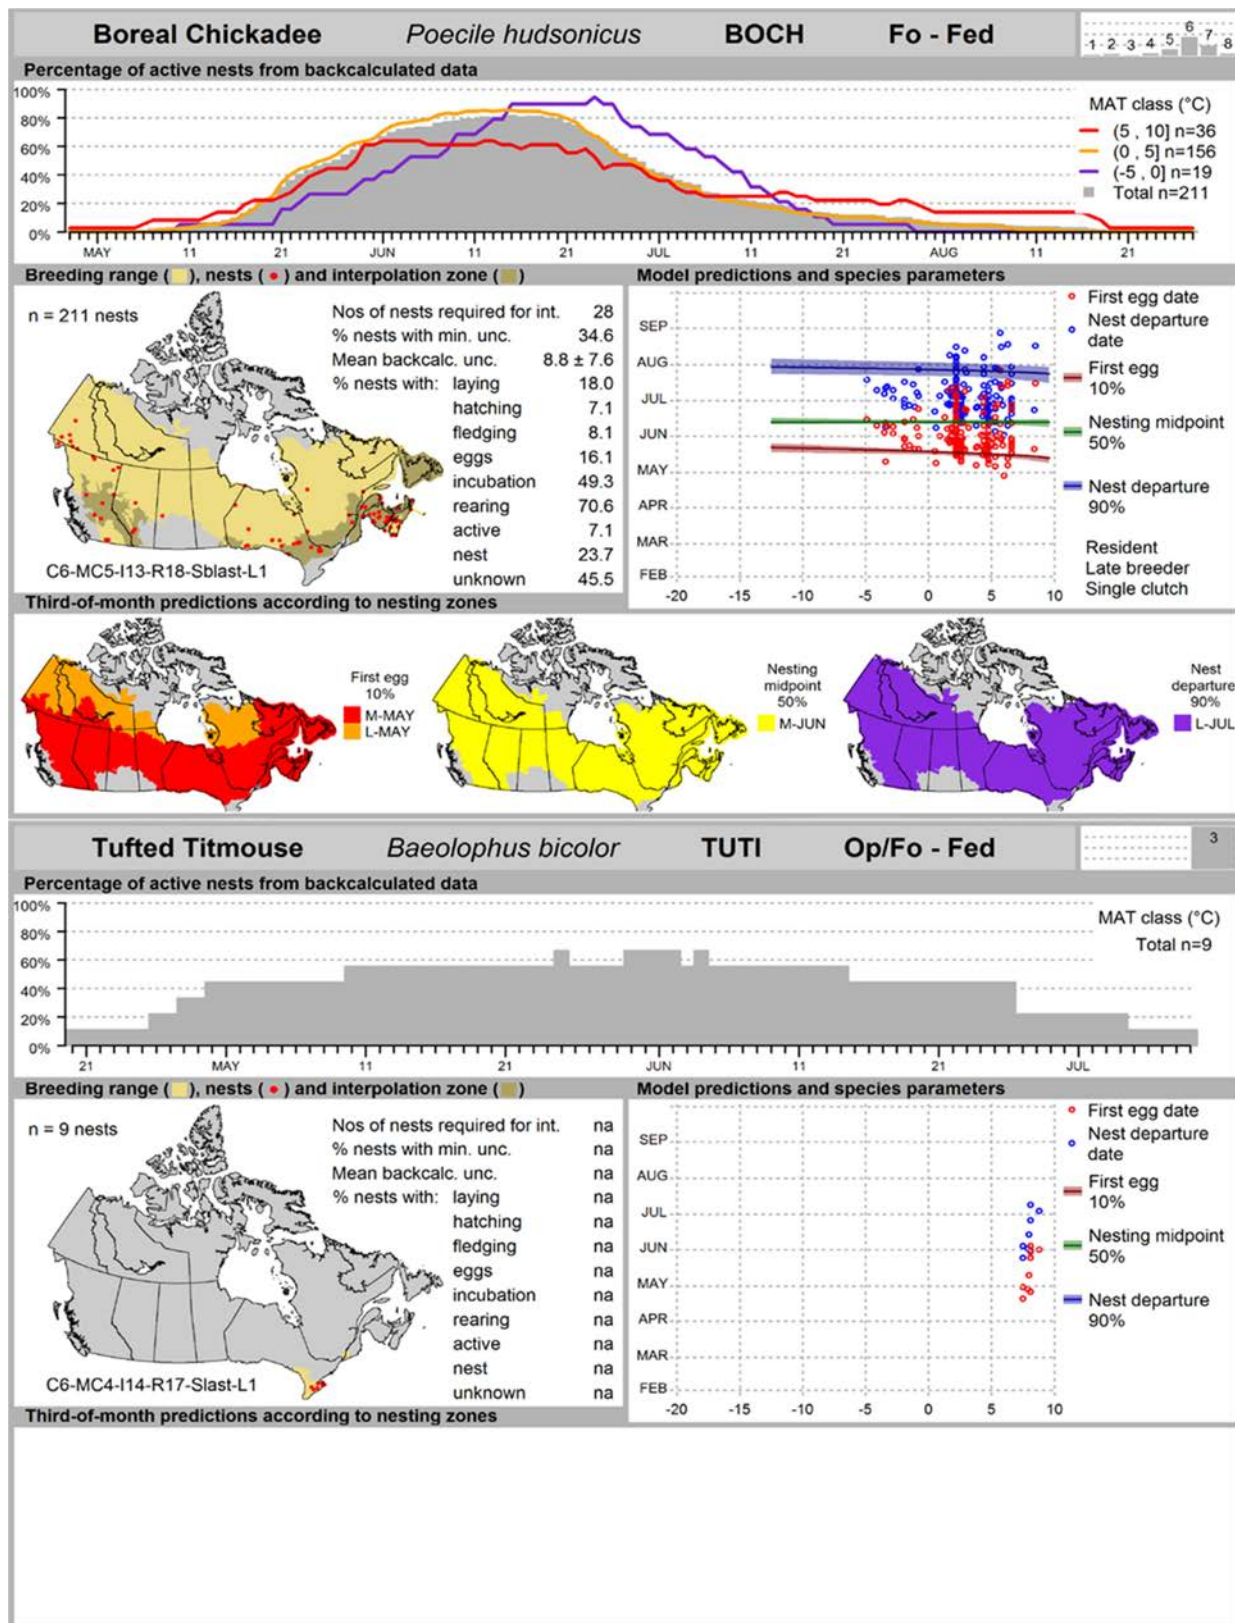 Boreal Chickadee Poecile hudsonicus BOCH Fo - Fed
1 2 3 4 5 6 7 8
Percentage of active nests from backcalculated data
100%
80%
60%
40%
20%
0%
MAY 11 21 JUN 11 21 JUL 11 21 AUG 11 21
MAT class (°C)
(5 , 10] n=36
(0 , 5] n=156
(-5 , 0] n=19
Total n=211
Breeding range ( ), nests ( ) and interpolation zone ( )
n = 211 nests
Nos of nests required for int. 28
% nests with min. unc. 34.6
Mean backcalc. unc. 8.8 ± 7.6
% nests with: laying 18.0
hatching 7.1
fledging 8.1
eggs 16.1
incubation 49.3
rearing 70.6
active 7.1
nest 23.7
unknown 45.5
C6-MC5-I13-R18-Sblast-L1
Model predictions and species parameters
SEP
AUG
JUL
JUN
MAY
APR
MAR
FEB
-20 -15 -10 -5 0 5 10
First egg date
Nest departure
date
First egg
10%
Nesting midpoint
50%
Nest departure
90%
Resident
Late breeder
Single clutch
Third-of-month predictions according to nesting zones
First egg
10%
M-MAY
L-MAY
Nesting
midpoint
50%
M-JUN
Nest
departure
90%
L-JUL
Tufted Titmouse Baeolophus bicolor TUTI Op/Fo - Fed
3
Percentage of active nests from backcalculated data
100%
80%
60%
40%
20%
0%
21 MAY 11 21 JUN 11 21 JUL
MAT class (°C)
Total n=9
Breeding range ( ), nests ( ) and interpolation zone ( )
n = 9 nests
Nos of nests required for int. na
% nests with min. unc. na
Mean backcalc. unc. na
% nests with: laying na
hatching na
fledging na
eggs na
incubation na
rearing na
active na
nest na
unknown na
C6-MC4-I14-R17-Slast-L1
Model predictions and species parameters
SEP
AUG
JUL
JUN
MAY
APR
MAR
FEB
-20 -15 -10 -5 0 5 10
First egg date
Nest departure
date
First egg
10%
Nesting midpoint
50%
Nest departure
90%
Third-of-month predictions according to nesting zones